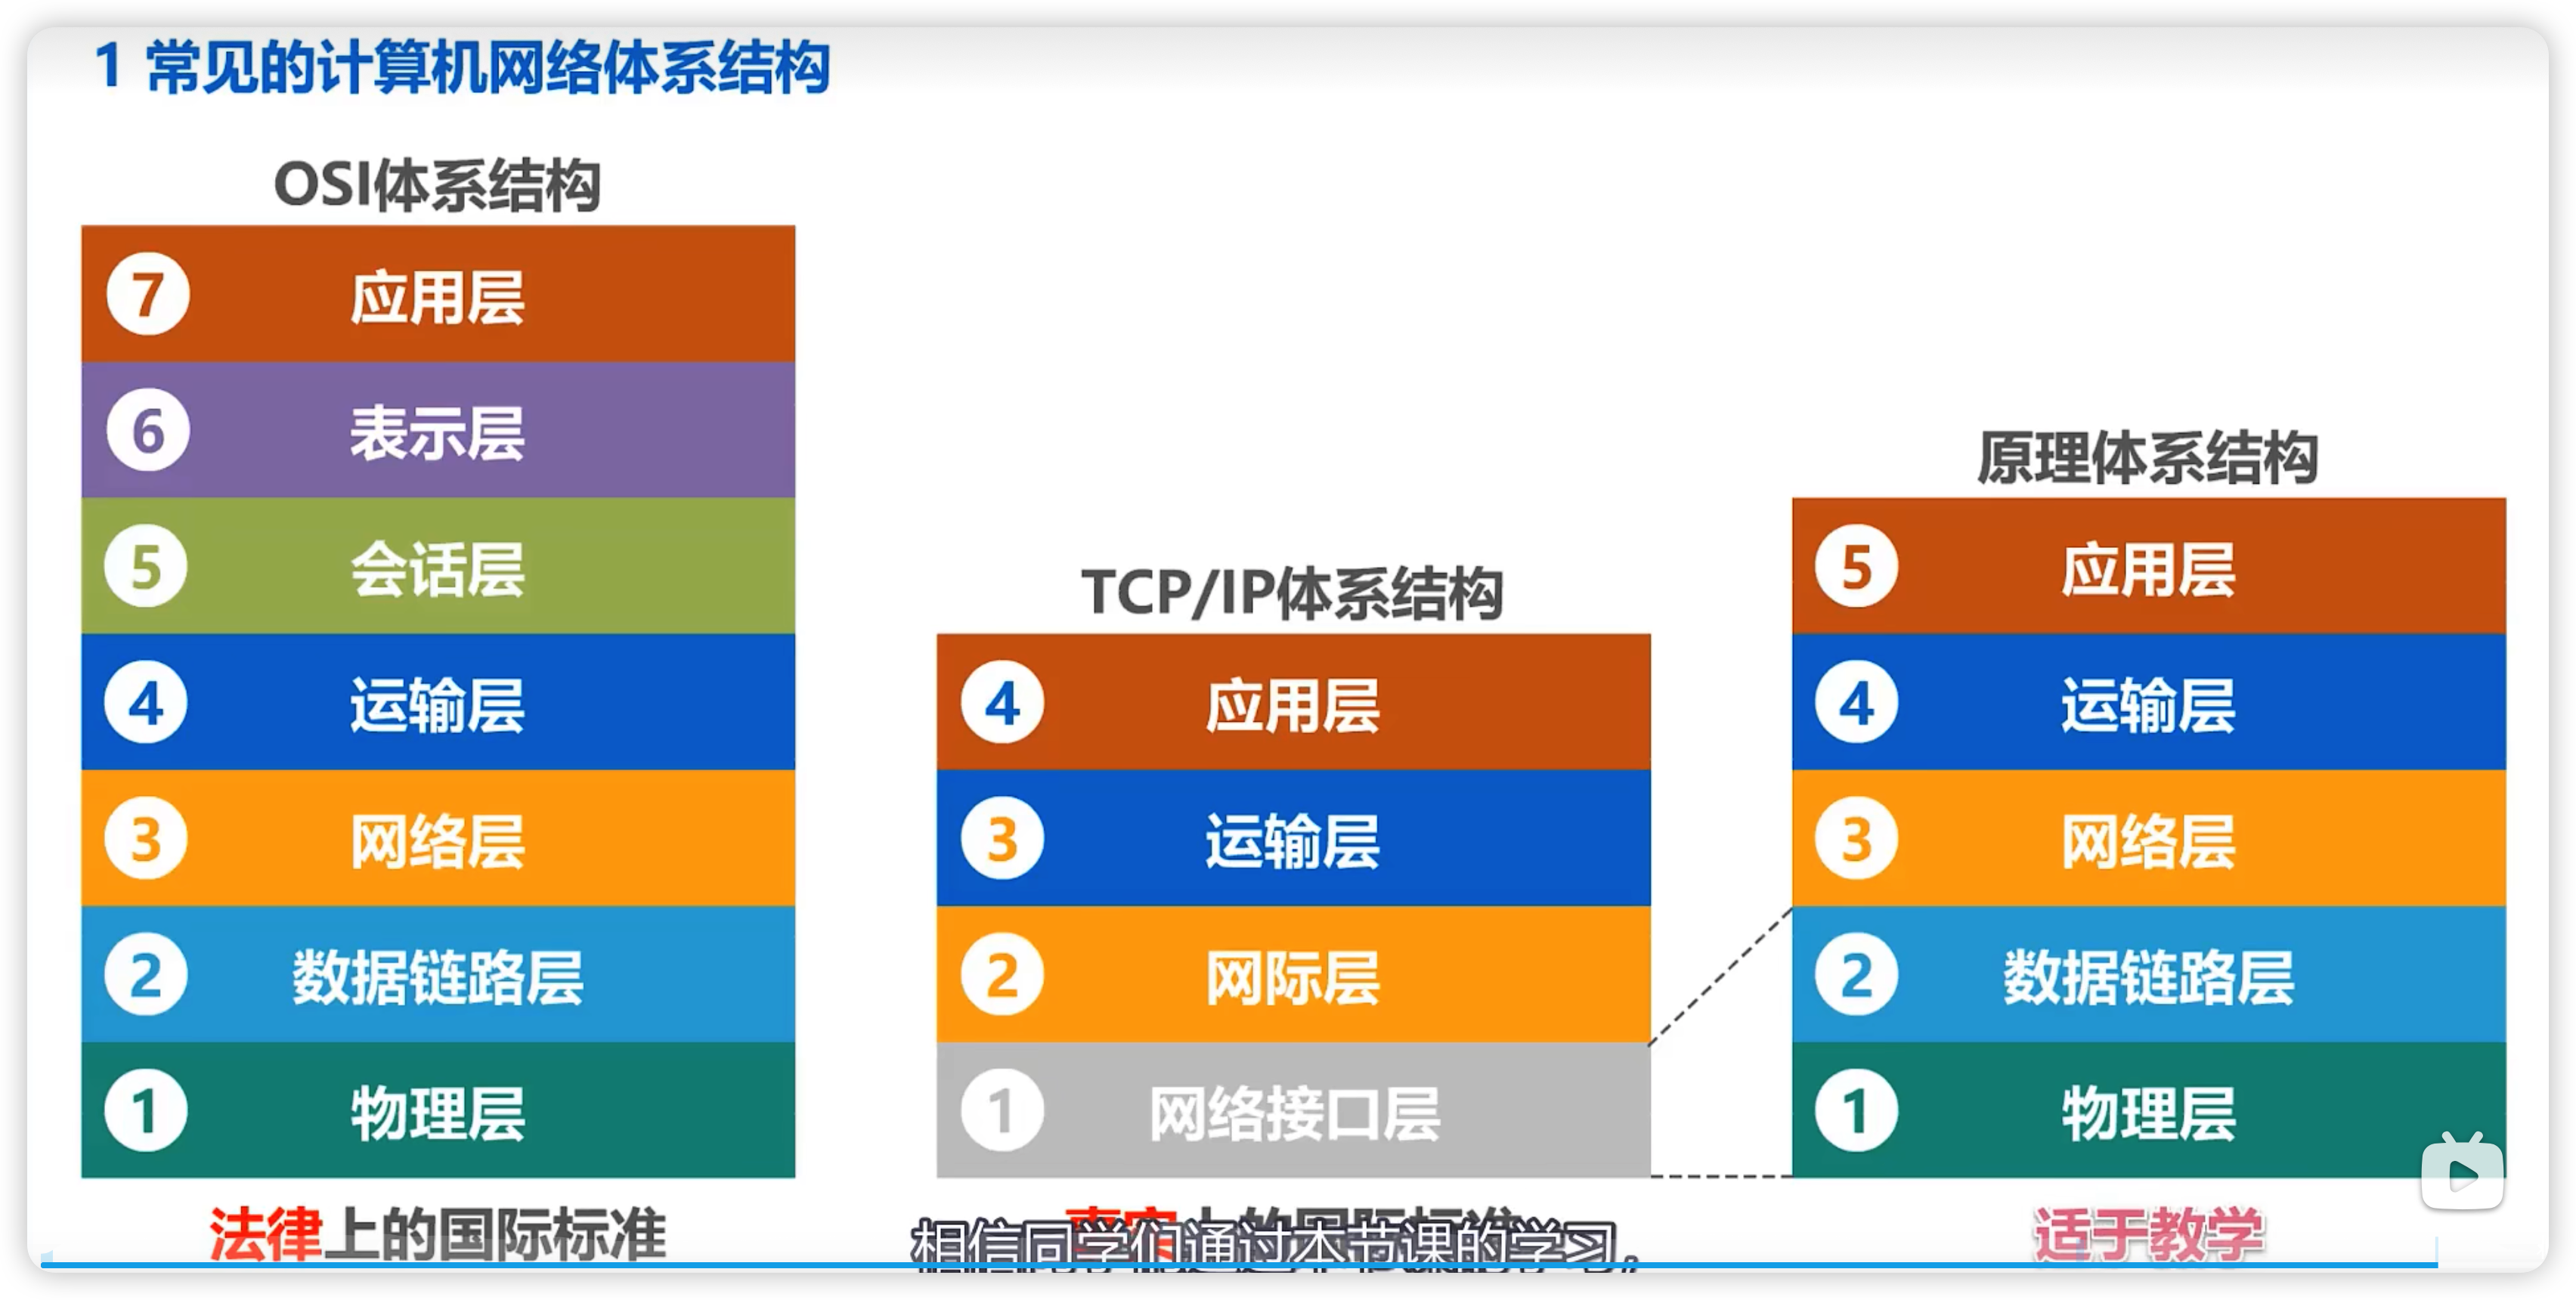 1 常见的计算机网络体系结构
OSI体系结构
7 应用层
6 表示层
5 会话层
4 运输层
3 网络层
2 数据链路层
1 物理层
法律上的国际标准
TCP/IP体系结构
4 应用层
3 运输层
2 网际层
1 网络接口层
上的国际标准
原理体系结构
5 应用层
4 运输层
3 网络层
2 数据链路层
1 物理层
适于教学
相信同学们通过本节课的学习，